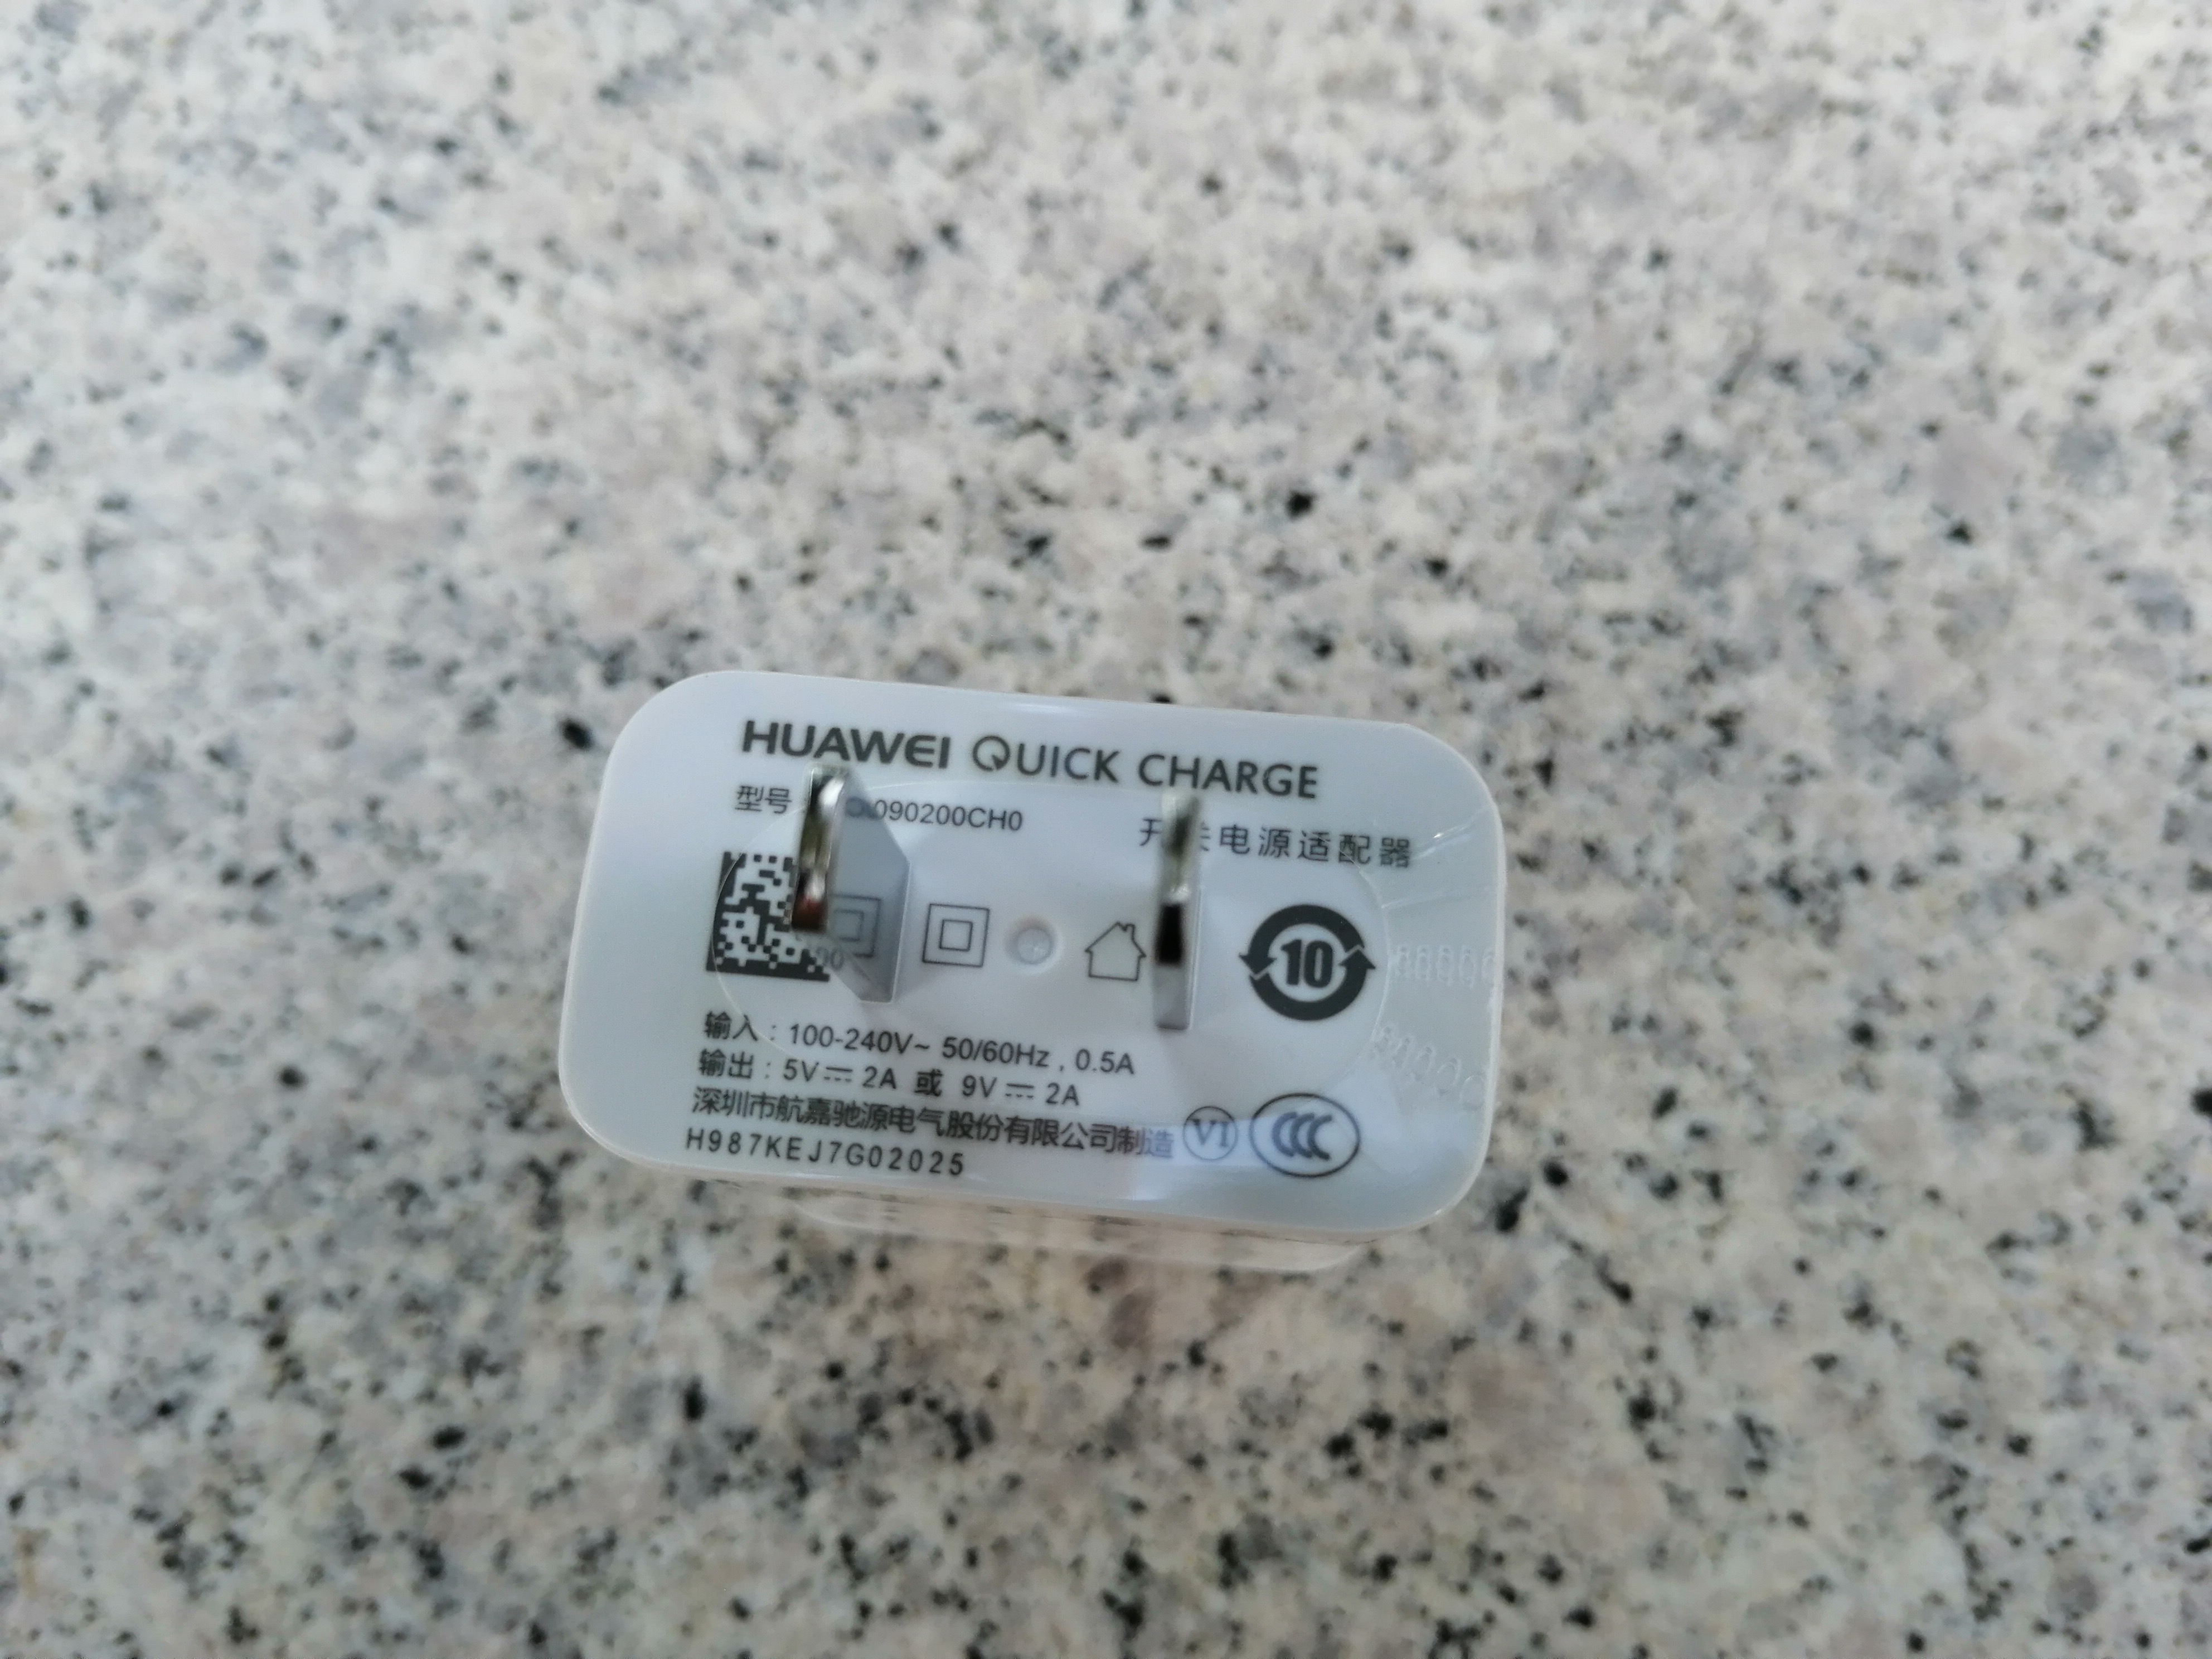 HUAWEI QUICK CHARGE
型号 090200CH0
开关电源适配器
10
输入：100-240V~ 50/60Hz , 0.5A
输出：5V⎓ 2A 或 9V⎓ 2A
深圳市航嘉驰源电气股份有限公司制造 VI CCC
H987KEJ7G02025